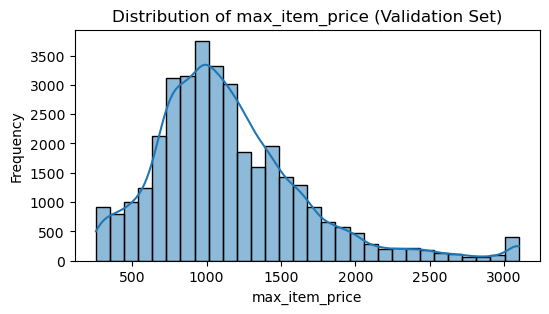 Distribution of max_item_price (Validation Set)
Frequency
3500
3000
2500
2000
1500
1000
500
0
500 1000 1500 2000 2500 3000
max_item_price